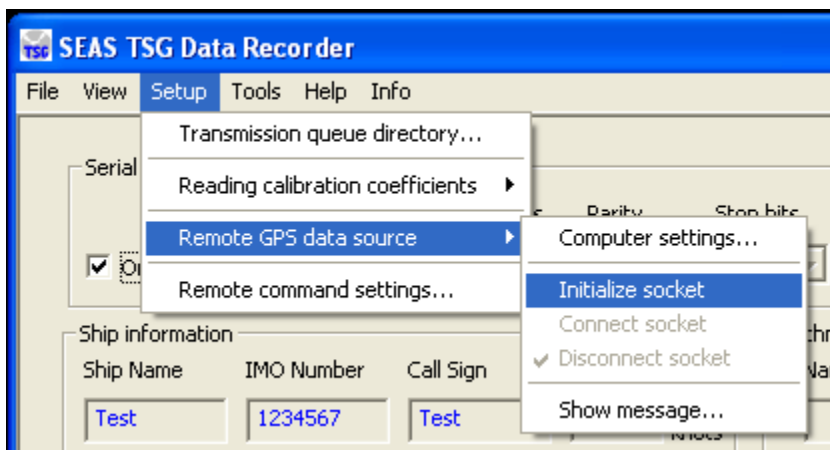 TSG SEAS TSG Data Recorder
File View Setup Tools Help Info
Transmission queue directory...
Serial
Reading calibration coefficients
Parity Stop bits
Remote GPS data source
Computer settings...
Remote command settings...
Initialize socket
Connect socket
Disconnect socket
Show message...
Ship information
Ship Name IMO Number Call Sign
Test 1234567 Test
Knots